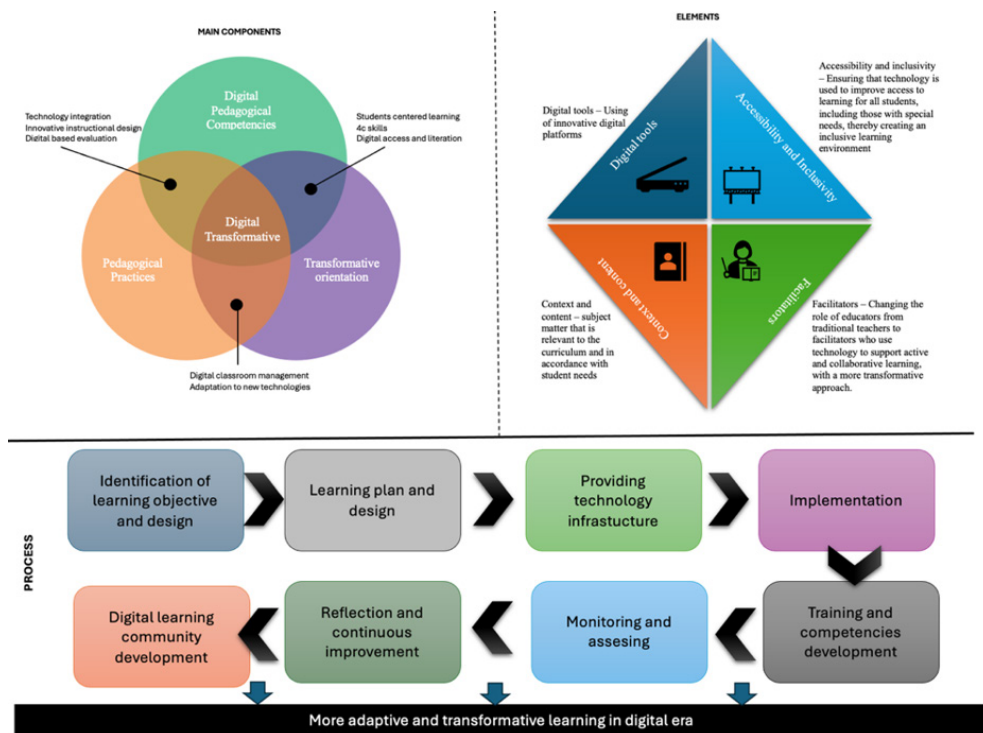 MAIN COMPONENTS
Digital
Pedagogical
Competencies
Technology integration
Innovative instructional design
Digital based evaluation
Students centered learning
4c skills
Digital access and literation
Digital
Transformative
Pedagogical
Practices
Transformative
orientation
Digital classroom management
Adaptation to new technologies
ELEMENTS
Digital tools – Using
of innovative digital
platforms
Digital tools
Accessibility and Inclusivity
Accessibility and inclusivity
– Ensuring that technology is
used to improve access to
learning for all students,
including those with special
needs, thereby creating an
inclusive learning
environment
Context and
content – subject
matter that is
relevant to the
curriculum and in
accordance with
student needs
Context and content
Facilitators
Facilitators – Changing the
role of educators from
traditional teachers to
facilitators who use
technology to support active
and collaborative learning,
with a more transformative
approach.
PROCESS
Identification of
learning objective
and design
Learning plan and
design
Providing
technology
infrastucture
Implementation
Digital learning
community
development
Reflection and
continuous
improvement
Monitoring and
assesing
Training and
competencies
development
More adaptive and transformative learning in digital era